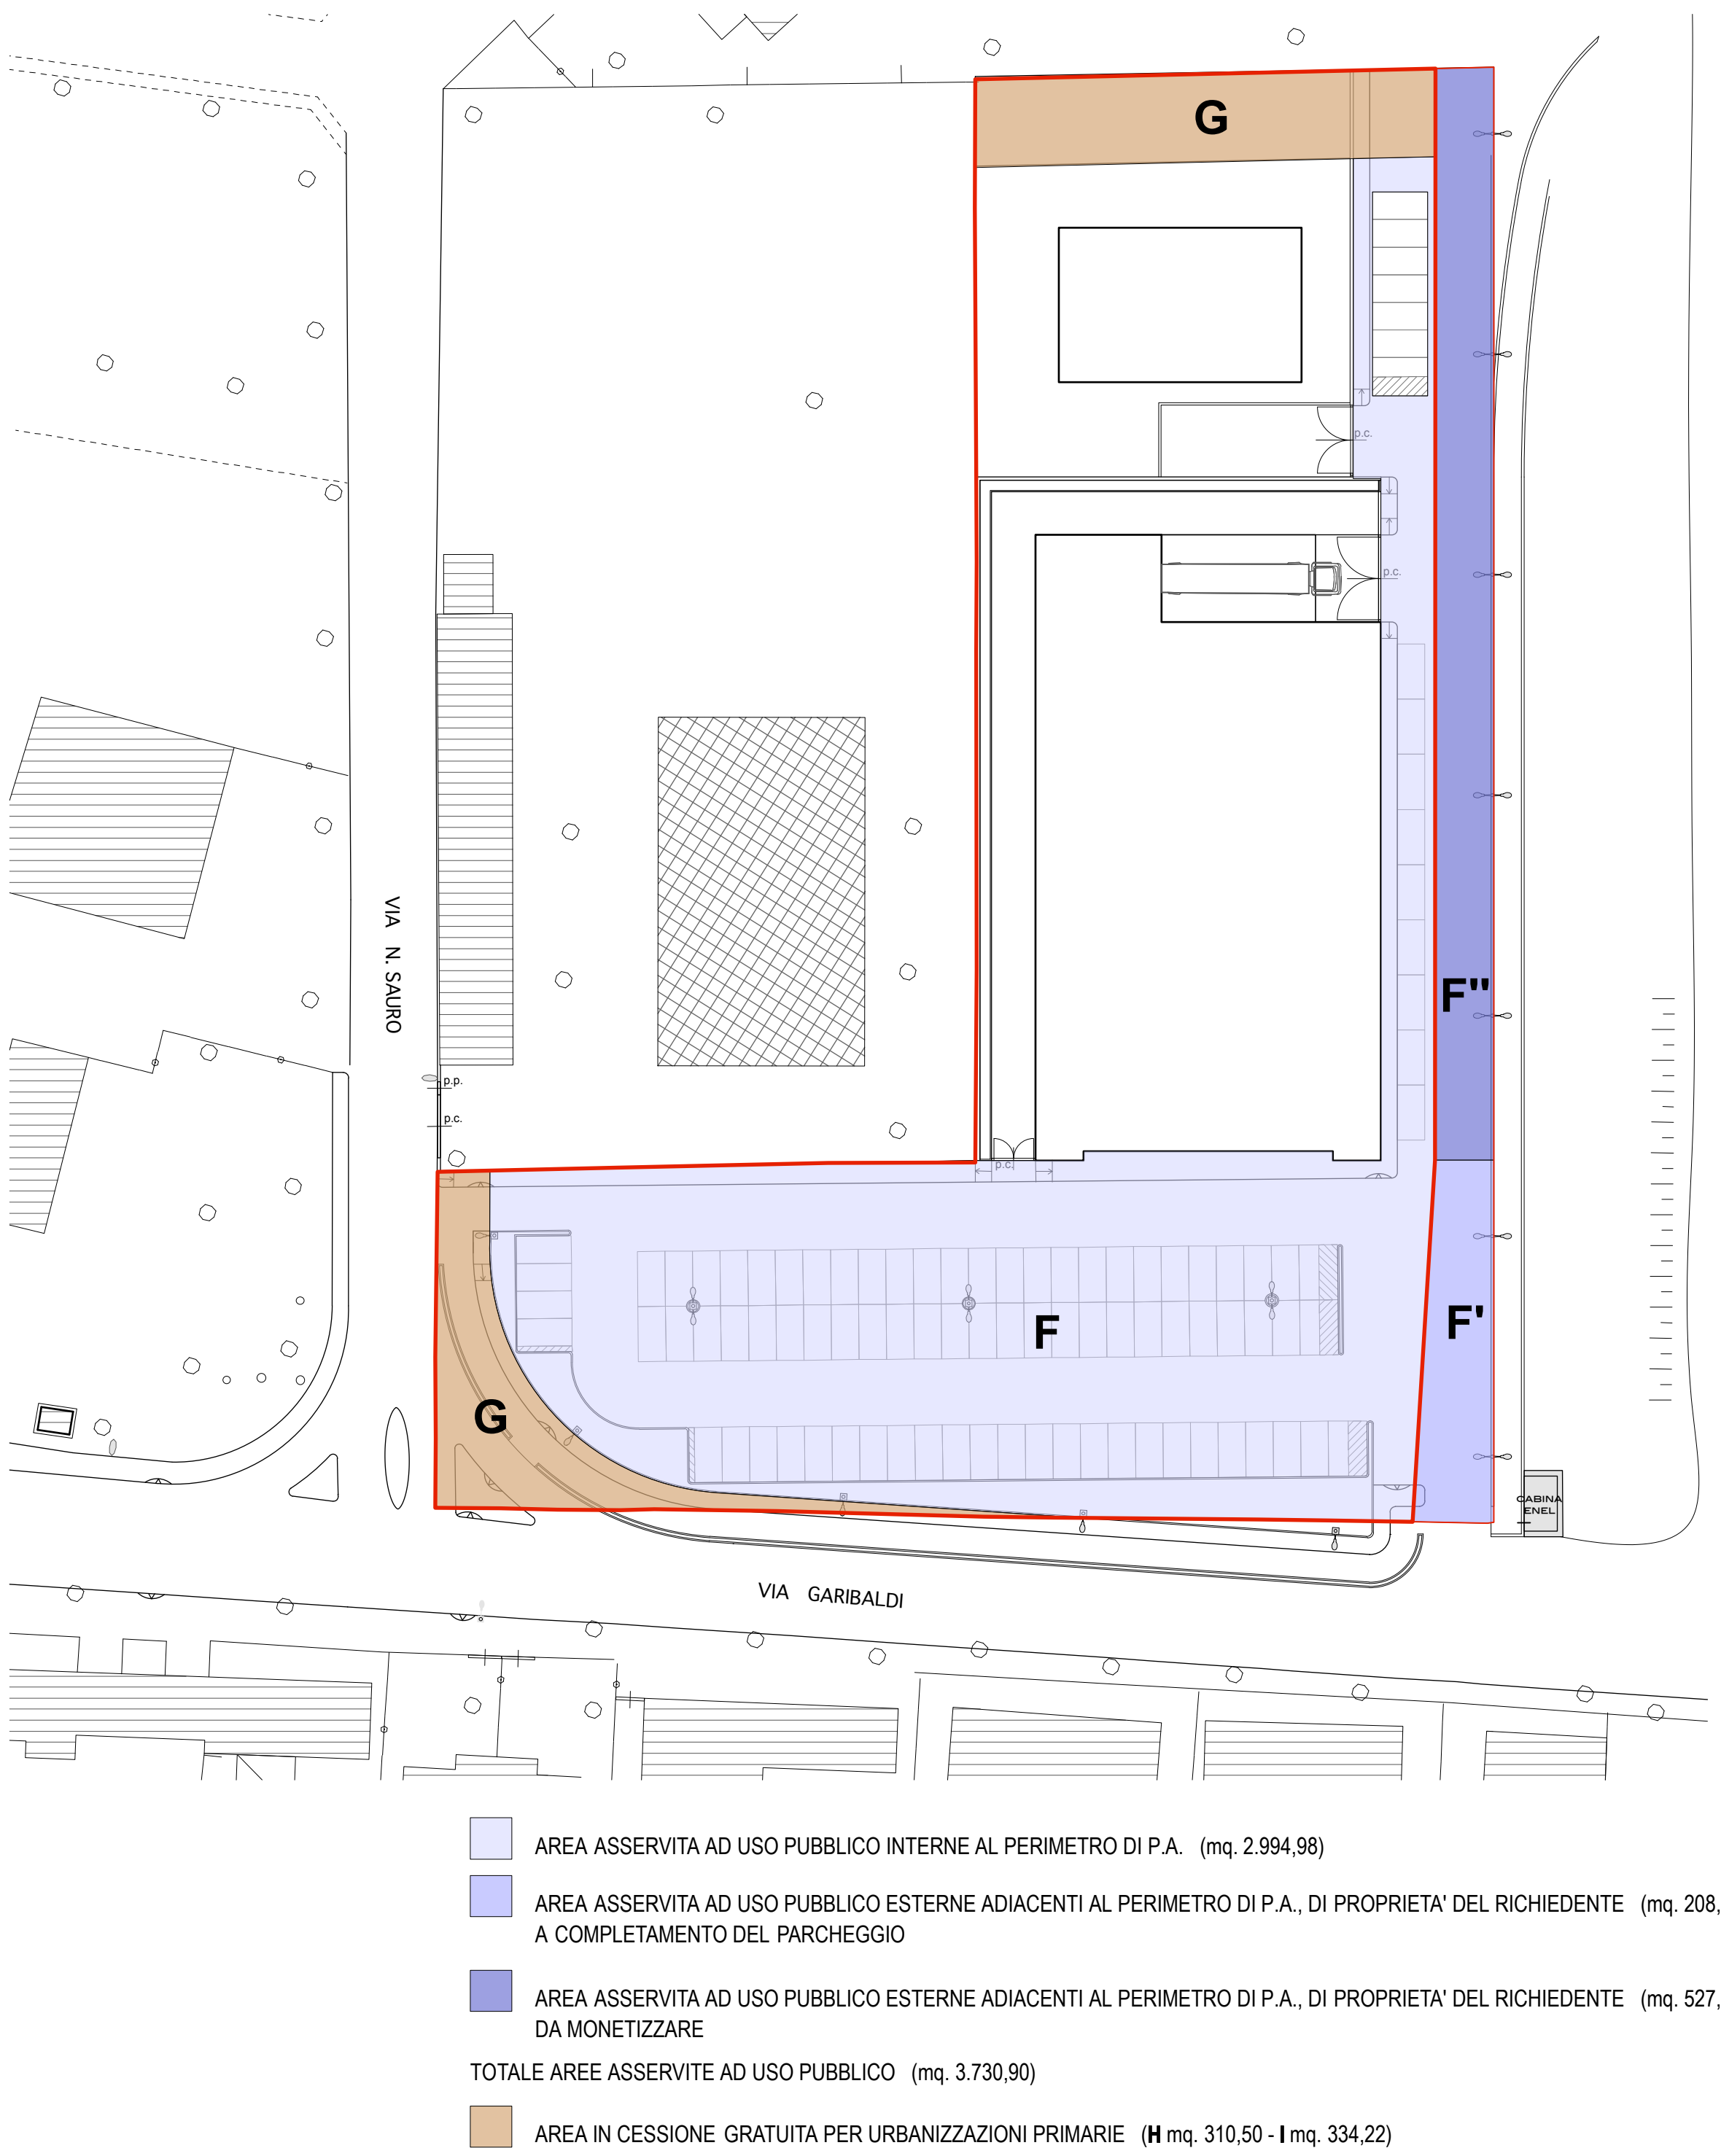 G
p.c.
p.c.
VIA N. SAURO
F"
p.p.
p.c.
p.c.
F
F'
G
CABINA
ENEL
VIA GARIBALDI
AREA ASSERVITA AD USO PUBBLICO INTERNE AL PERIMETRO DI P.A. (mq. 2.994,98)
AREA ASSERVITA AD USO PUBBLICO ESTERNE ADIACENTI AL PERIMETRO DI P.A., DI PROPRIETA' DEL RICHIEDENTE (mq. 208,
A COMPLETAMENTO DEL PARCHEGGIO
AREA ASSERVITA AD USO PUBBLICO ESTERNE ADIACENTI AL PERIMETRO DI P.A., DI PROPRIETA' DEL RICHIEDENTE (mq. 527,
DA MONETIZZARE
TOTALE AREE ASSERVITE AD USO PUBBLICO (mq. 3.730,90)
AREA IN CESSIONE GRATUITA PER URBANIZZAZIONI PRIMARIE (H mq. 310,50 - I mq. 334,22)